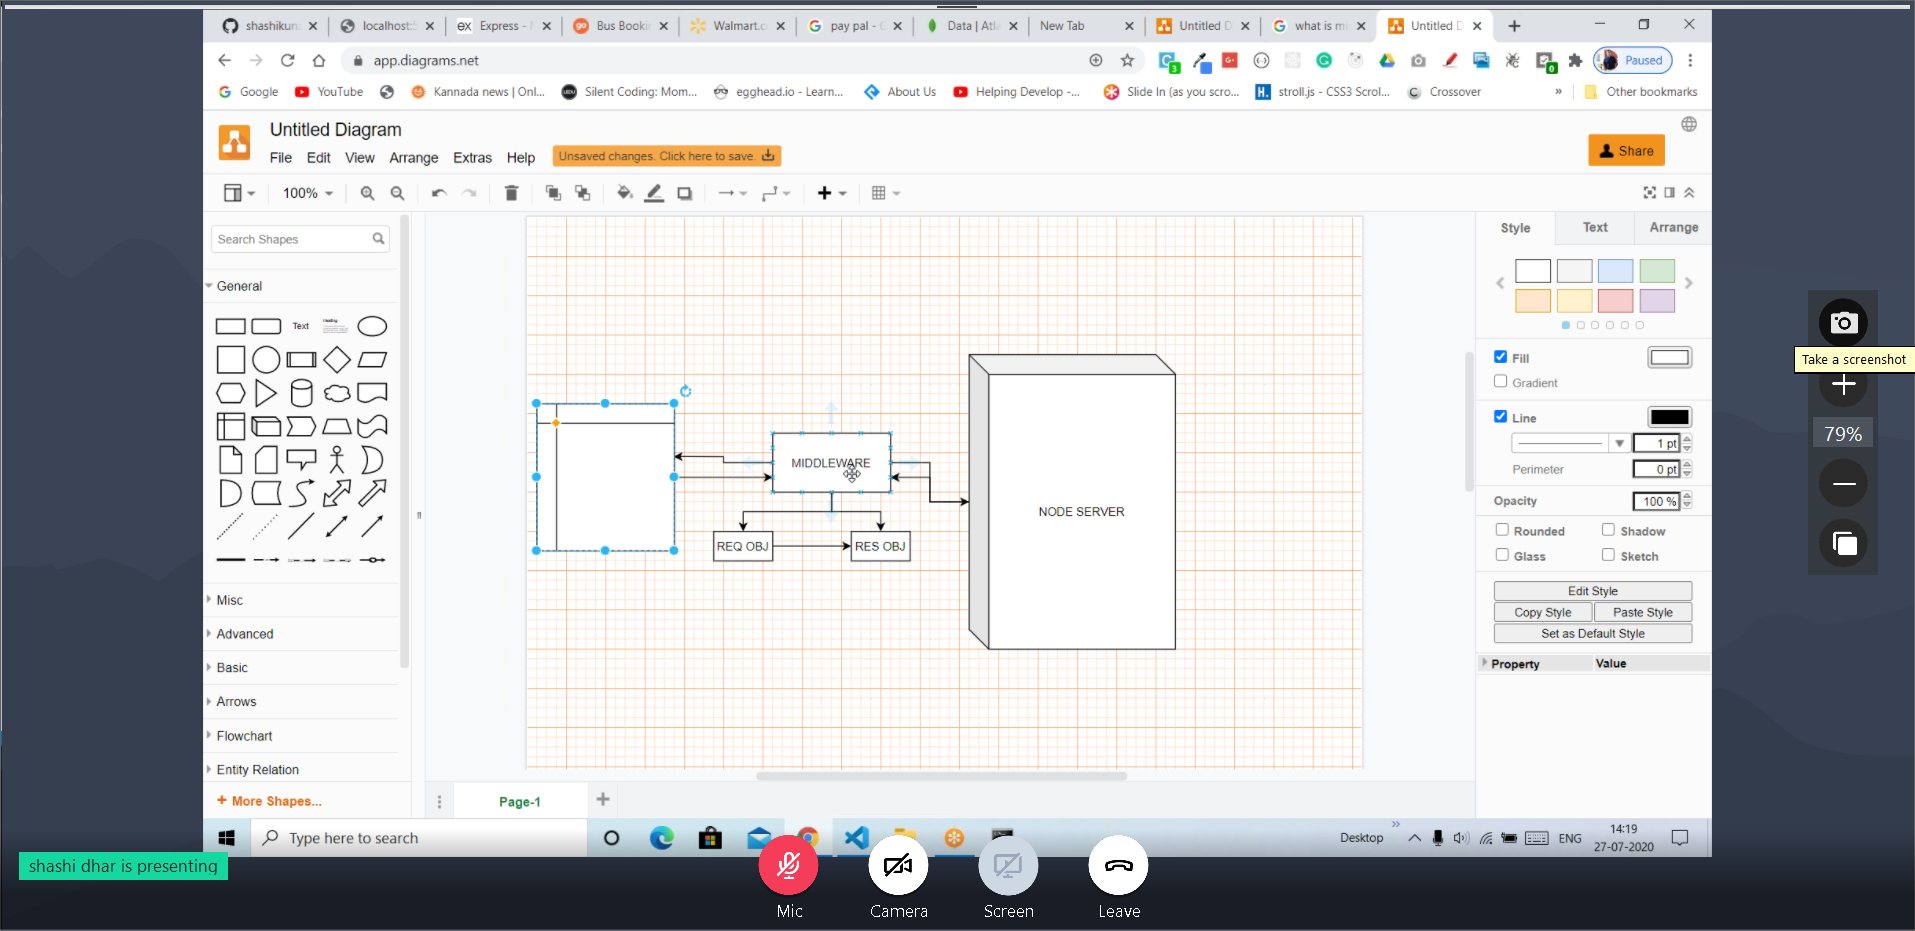 shashikun
localhost:5
ex Express - 
go Bus Bookin
Walmart.c
pay pal - 
Data | Atl
New Tab
Untitled D
what is m
Untitled D
app.diagrams.net
Paused
Google
YouTube
Kannada news | Onl...
Silent Coding: Mom...
egghead.io - Learn...
About Us
Helping Develop -...
Slide In (as you scro...
H. stroll.js - CSS3 Scrol...
Crossover
»
Other bookmarks
Untitled Diagram
File Edit View Arrange Extras Help
Unsaved changes. Click here to save.
Share
100%
Search Shapes
General
Text
Heading
Misc
Advanced
Basic
Arrows
Flowchart
Entity Relation
+ More Shapes...
MIDDLEWARE
REQ OBJ
RES OBJ
NODE SERVER
Page-1
Style Text Arrange
Fill
Gradient
Line
1 pt
Perimeter
0 pt
Opacity
100 %
Rounded
Shadow
Glass
Sketch
Edit Style
Copy Style
Paste Style
Set as Default Style
Property
Value
Take a screenshot
79%
Type here to search
Desktop
»
ENG
14:19
27-07-2020
shashi dhar is presenting
Mic
Camera
Screen
Leave